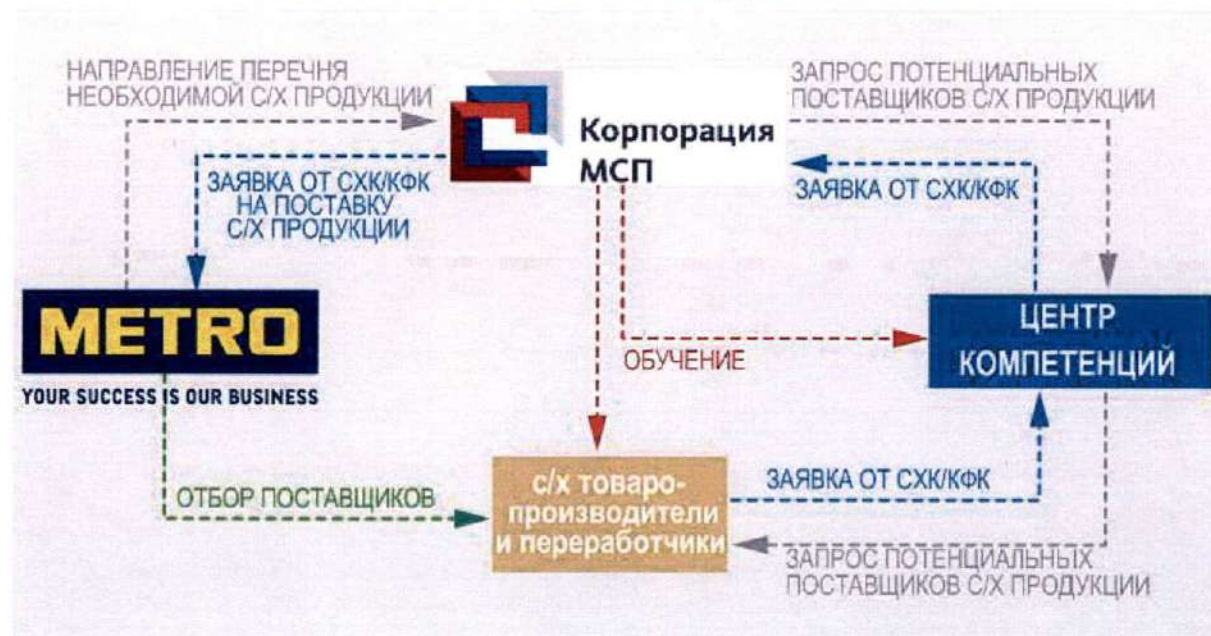 НАПРАВЛЕНИЕ ПЕРЕЧНЯ
НЕОБХОДИМОЙ С/Х ПРОДУКЦИИ
ЗАПРОС ПОТЕНЦИАЛЬНЫХ
ПОСТАВЩИКОВ С/Х ПРОДУКЦИИ
Корпорация
МСП
ЗАЯВКА ОТ СХК/КФК
НА ПОСТАВКУ
С/Х ПРОДУКЦИИ
ЗАЯВКА ОТ СХК/КФК
METRO
YOUR SUCCESS IS OUR BUSINESS
ОБУЧЕНИЕ
ЦЕНТР
КОМПЕТЕНЦИЙ
ОТБОР ПОСТАВЩИКОВ
с/х товаро-
производители
и переработчики
ЗАЯВКА ОТ СХК/КФК
ЗАПРОС ПОТЕНЦИАЛЬНЫХ
ПОСТАВЩИКОВ С/Х ПРОДУКЦИИ